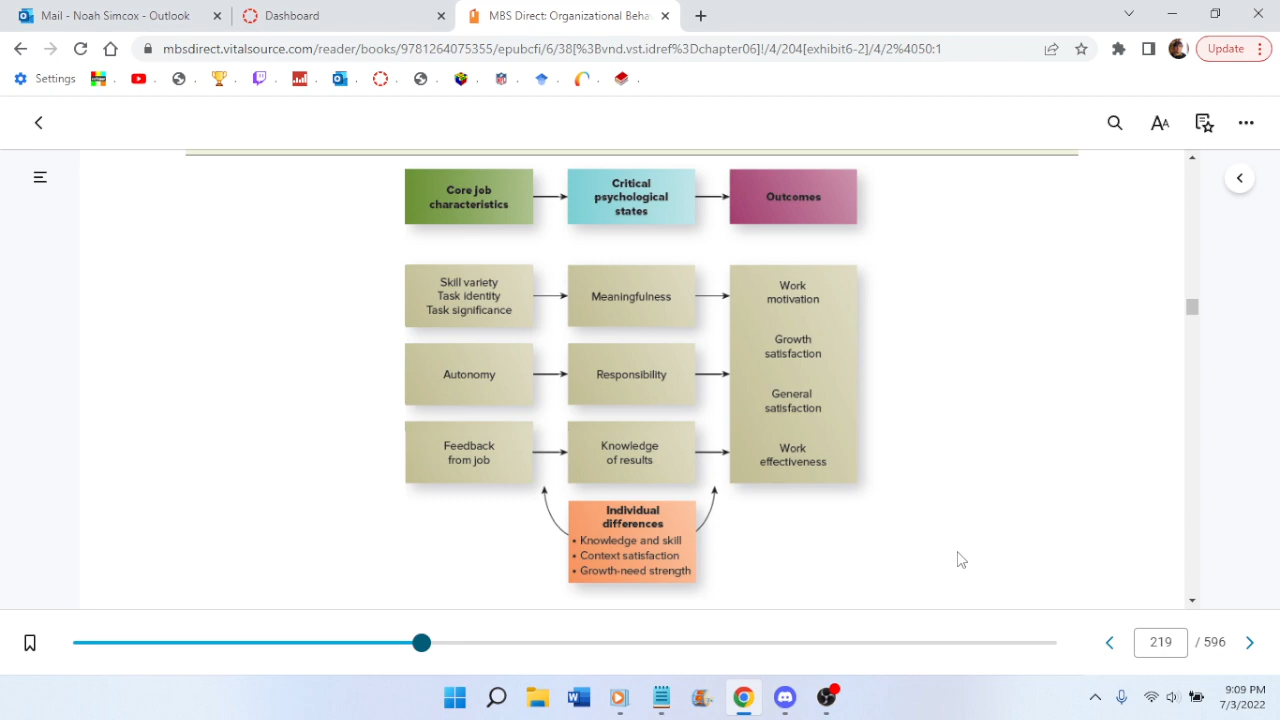 Mail - Noah Simcox - Outlook
Dashboard
MBS Direct: Organizational Beha
mbsdirect.vitalsource.com/reader/books/9781264075355/epubcfi/6/38[%3Bvnd.vst.idref%3Dchapter06]!/4/204[exhibit6-2]/4/2%4050:1
Update
Settings
AA
Core job
characteristics
Critical
psychological
states
Outcomes
Skill variety
Task identity
Task significance
Meaningfulness
Work
motivation
Growth
satisfaction
General
satisfaction
Work
effectiveness
Autonomy
Responsibility
Feedback
from job
Knowledge
of results
Individual
differences
• Knowledge and skill
• Context satisfaction
• Growth-need strength
219 / 596
9:09 PM
7/3/2022